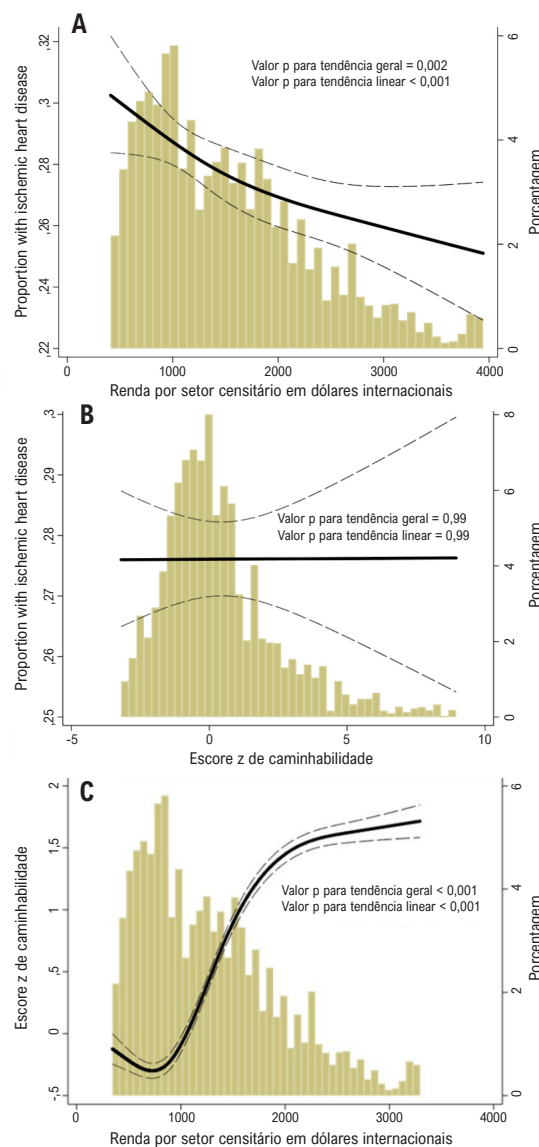 A
Proportion with ischemic heart disease
,32
,3
,28
,26
,24
,22
Valor p para tendência geral = 0,002
Valor p para tendência linear < 0,001
6
4
2
0
Porcentagem
0 1000 2000 3000 4000
Renda por setor censitário em dólares internacionais
B
Proportion with ischemic heart disease
,3
,29
,28
,27
,26
,25
Valor p para tendência geral = 0,99
Valor p para tendência linear = 0,99
8
6
4
2
0
Porcentagem
-5 0 5 10
Escore z de caminhabilidade
C
Escore z de caminhabilidade
2
1,5
1
,5
0
-,5
Valor p para tendência geral < 0,001
Valor p para tendência linear < 0,001
6
4
2
0
Porcentagem
0 1000 2000 3000 4000
Renda por setor censitário em dólares internacionais